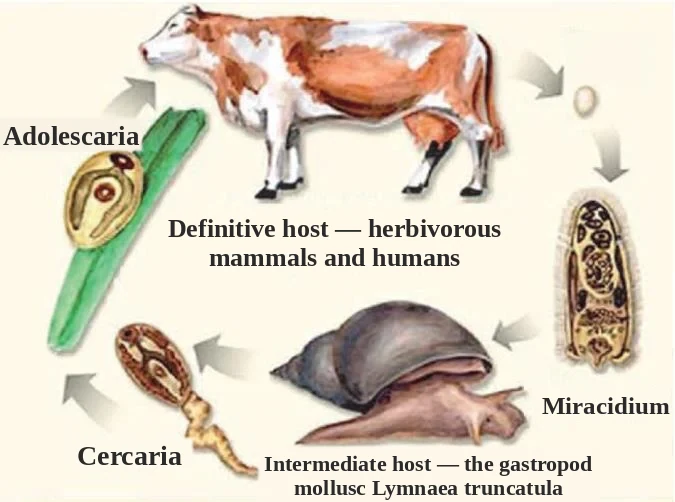 Adolescaria
Definitive host — herbivorous
mammals and humans
Miracidium
Cercaria
Intermediate host — the gastropod
mollusc Lymnaea truncatula